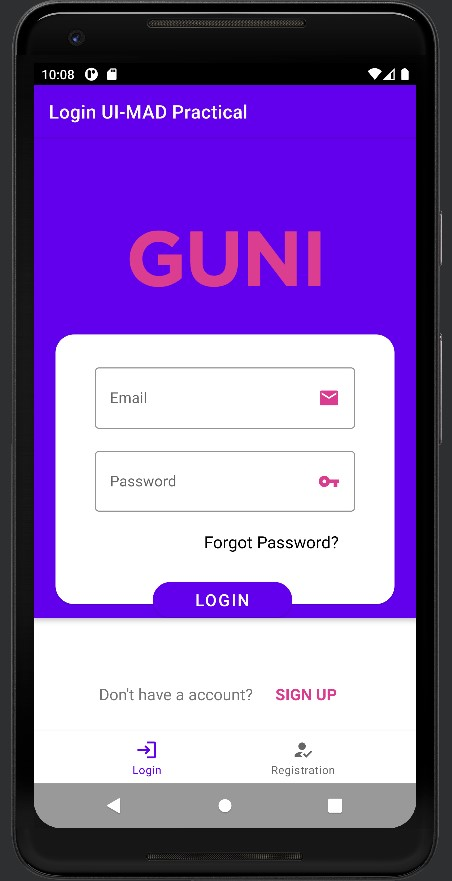 10:08
Login UI-MAD Practical
GUNI
Email
Password
Forgot Password?
LOGIN
Don't have a account? SIGN UP
Login Registration